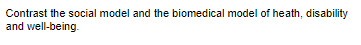 Contrast the social model and the biomedical model of heath, disability
and well-being.